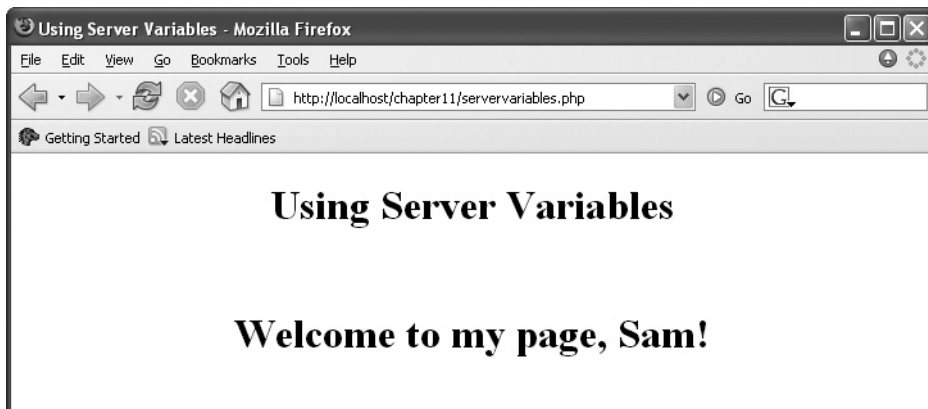 Using Server Variables - Mozilla Firefox
File Edit View Go Bookmarks Tools Help
http://localhost/chapter11/servervariables.php Go G
Getting Started Latest Headlines
Using Server Variables
Welcome to my page, Sam!